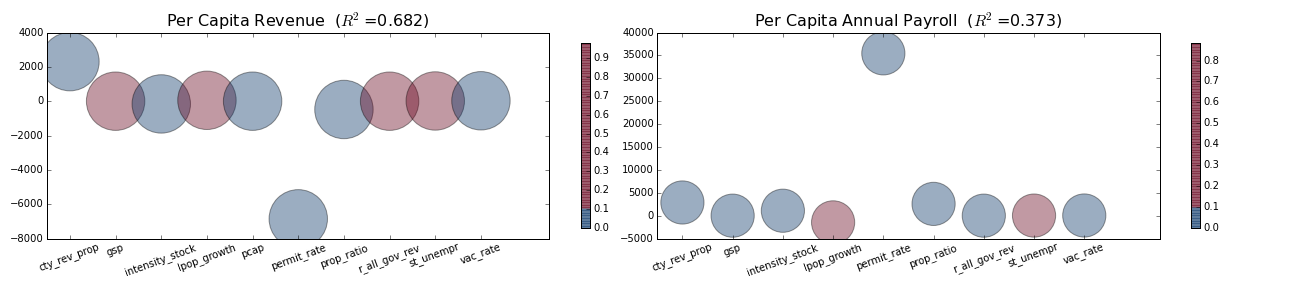 Per Capita Revenue (R² =0.682)
4000
2000
0
−2000
−4000
−6000
−8000
cty_rev_prop
gsp
intensity_stock
lpop_growth
pcap
permit_rate
prop_ratio
r_all_gov_rev
st_unempr
vac_rate
0.9
0.8
0.7
0.6
0.5
0.4
0.3
0.2
0.1
0.0
Per Capita Annual Payroll (R² =0.373)
40000
35000
30000
25000
20000
15000
10000
5000
0
−5000
cty_rev_prop
gsp
intensity_stock
lpop_growth
permit_rate
prop_ratio
r_all_gov_rev
st_unempr
vac_rate
0.8
0.7
0.6
0.5
0.4
0.3
0.2
0.1
0.0